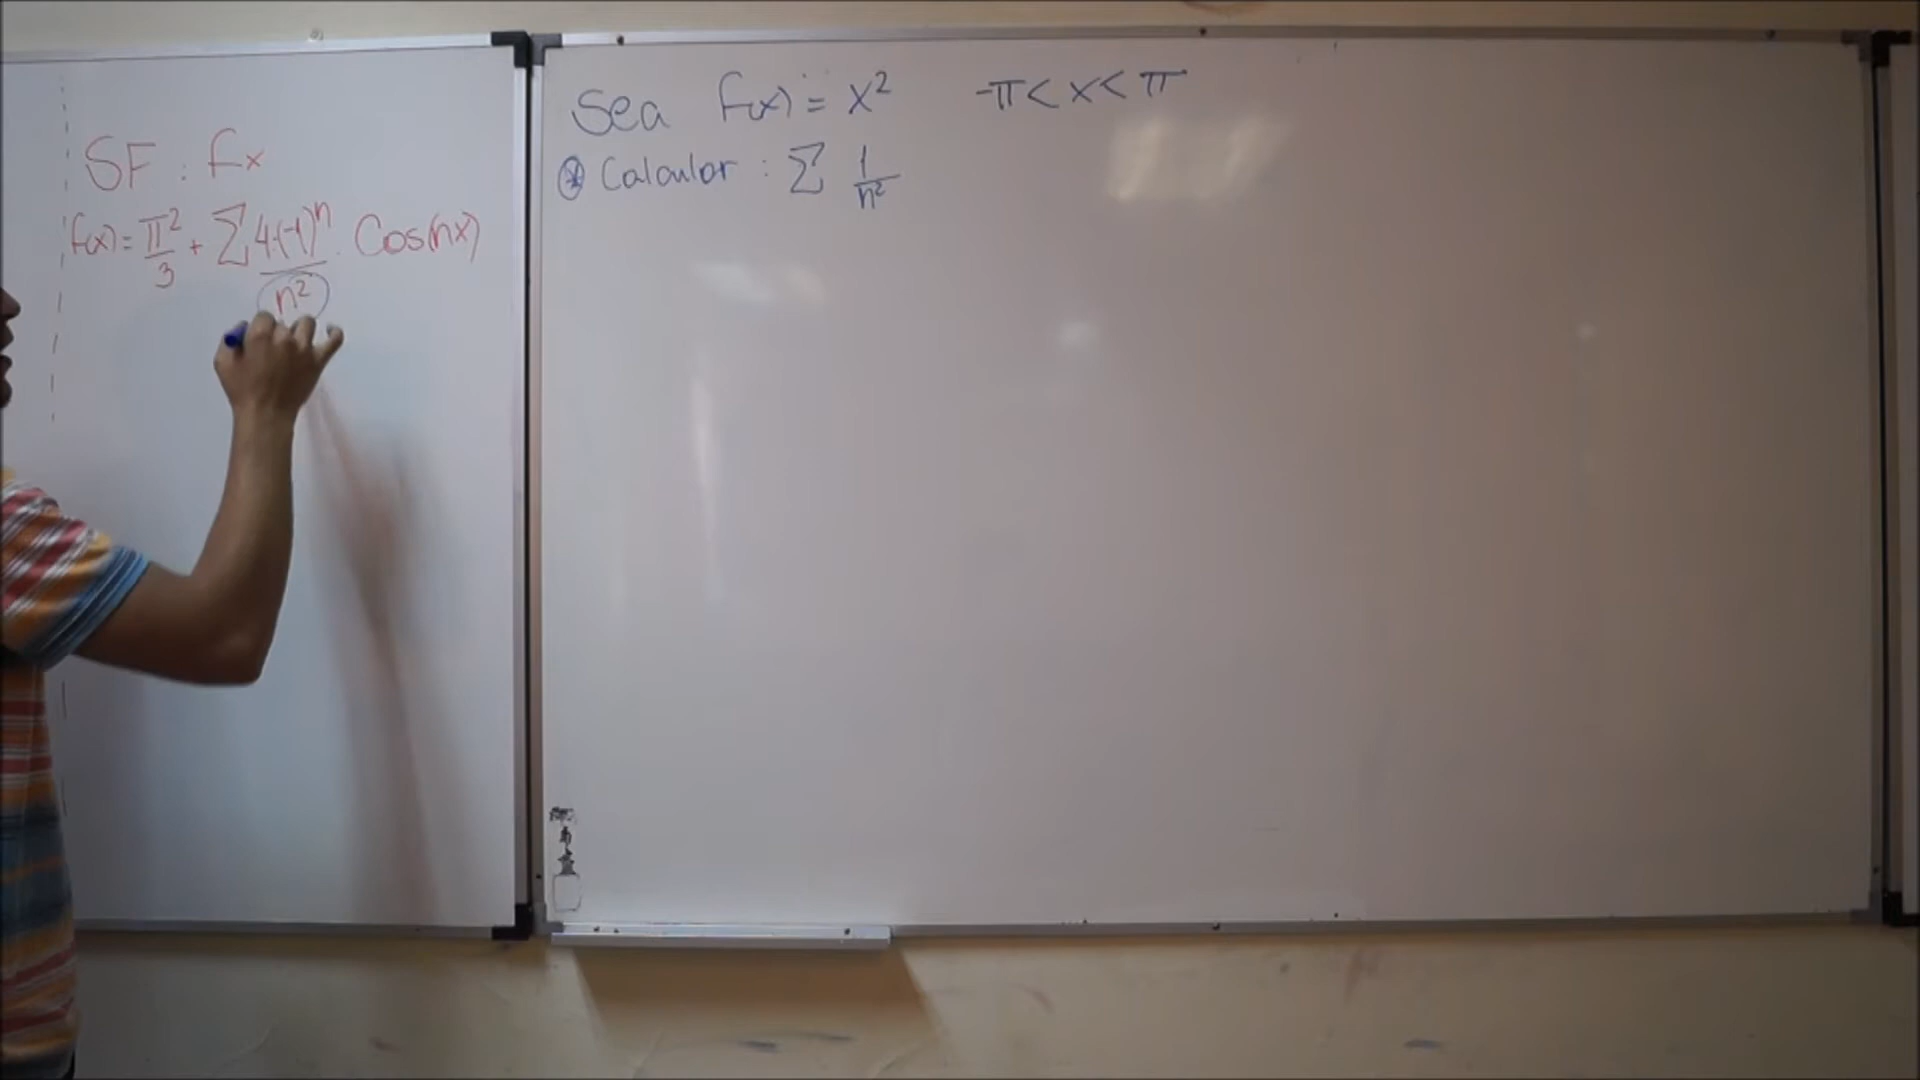 SF : fx
f(x) = π²/3 + Σ 4·(-1)ⁿ/n² · Cos(nx)
Sea f(x) = x² -π < x < π
* Calcular : Σ 1/n²